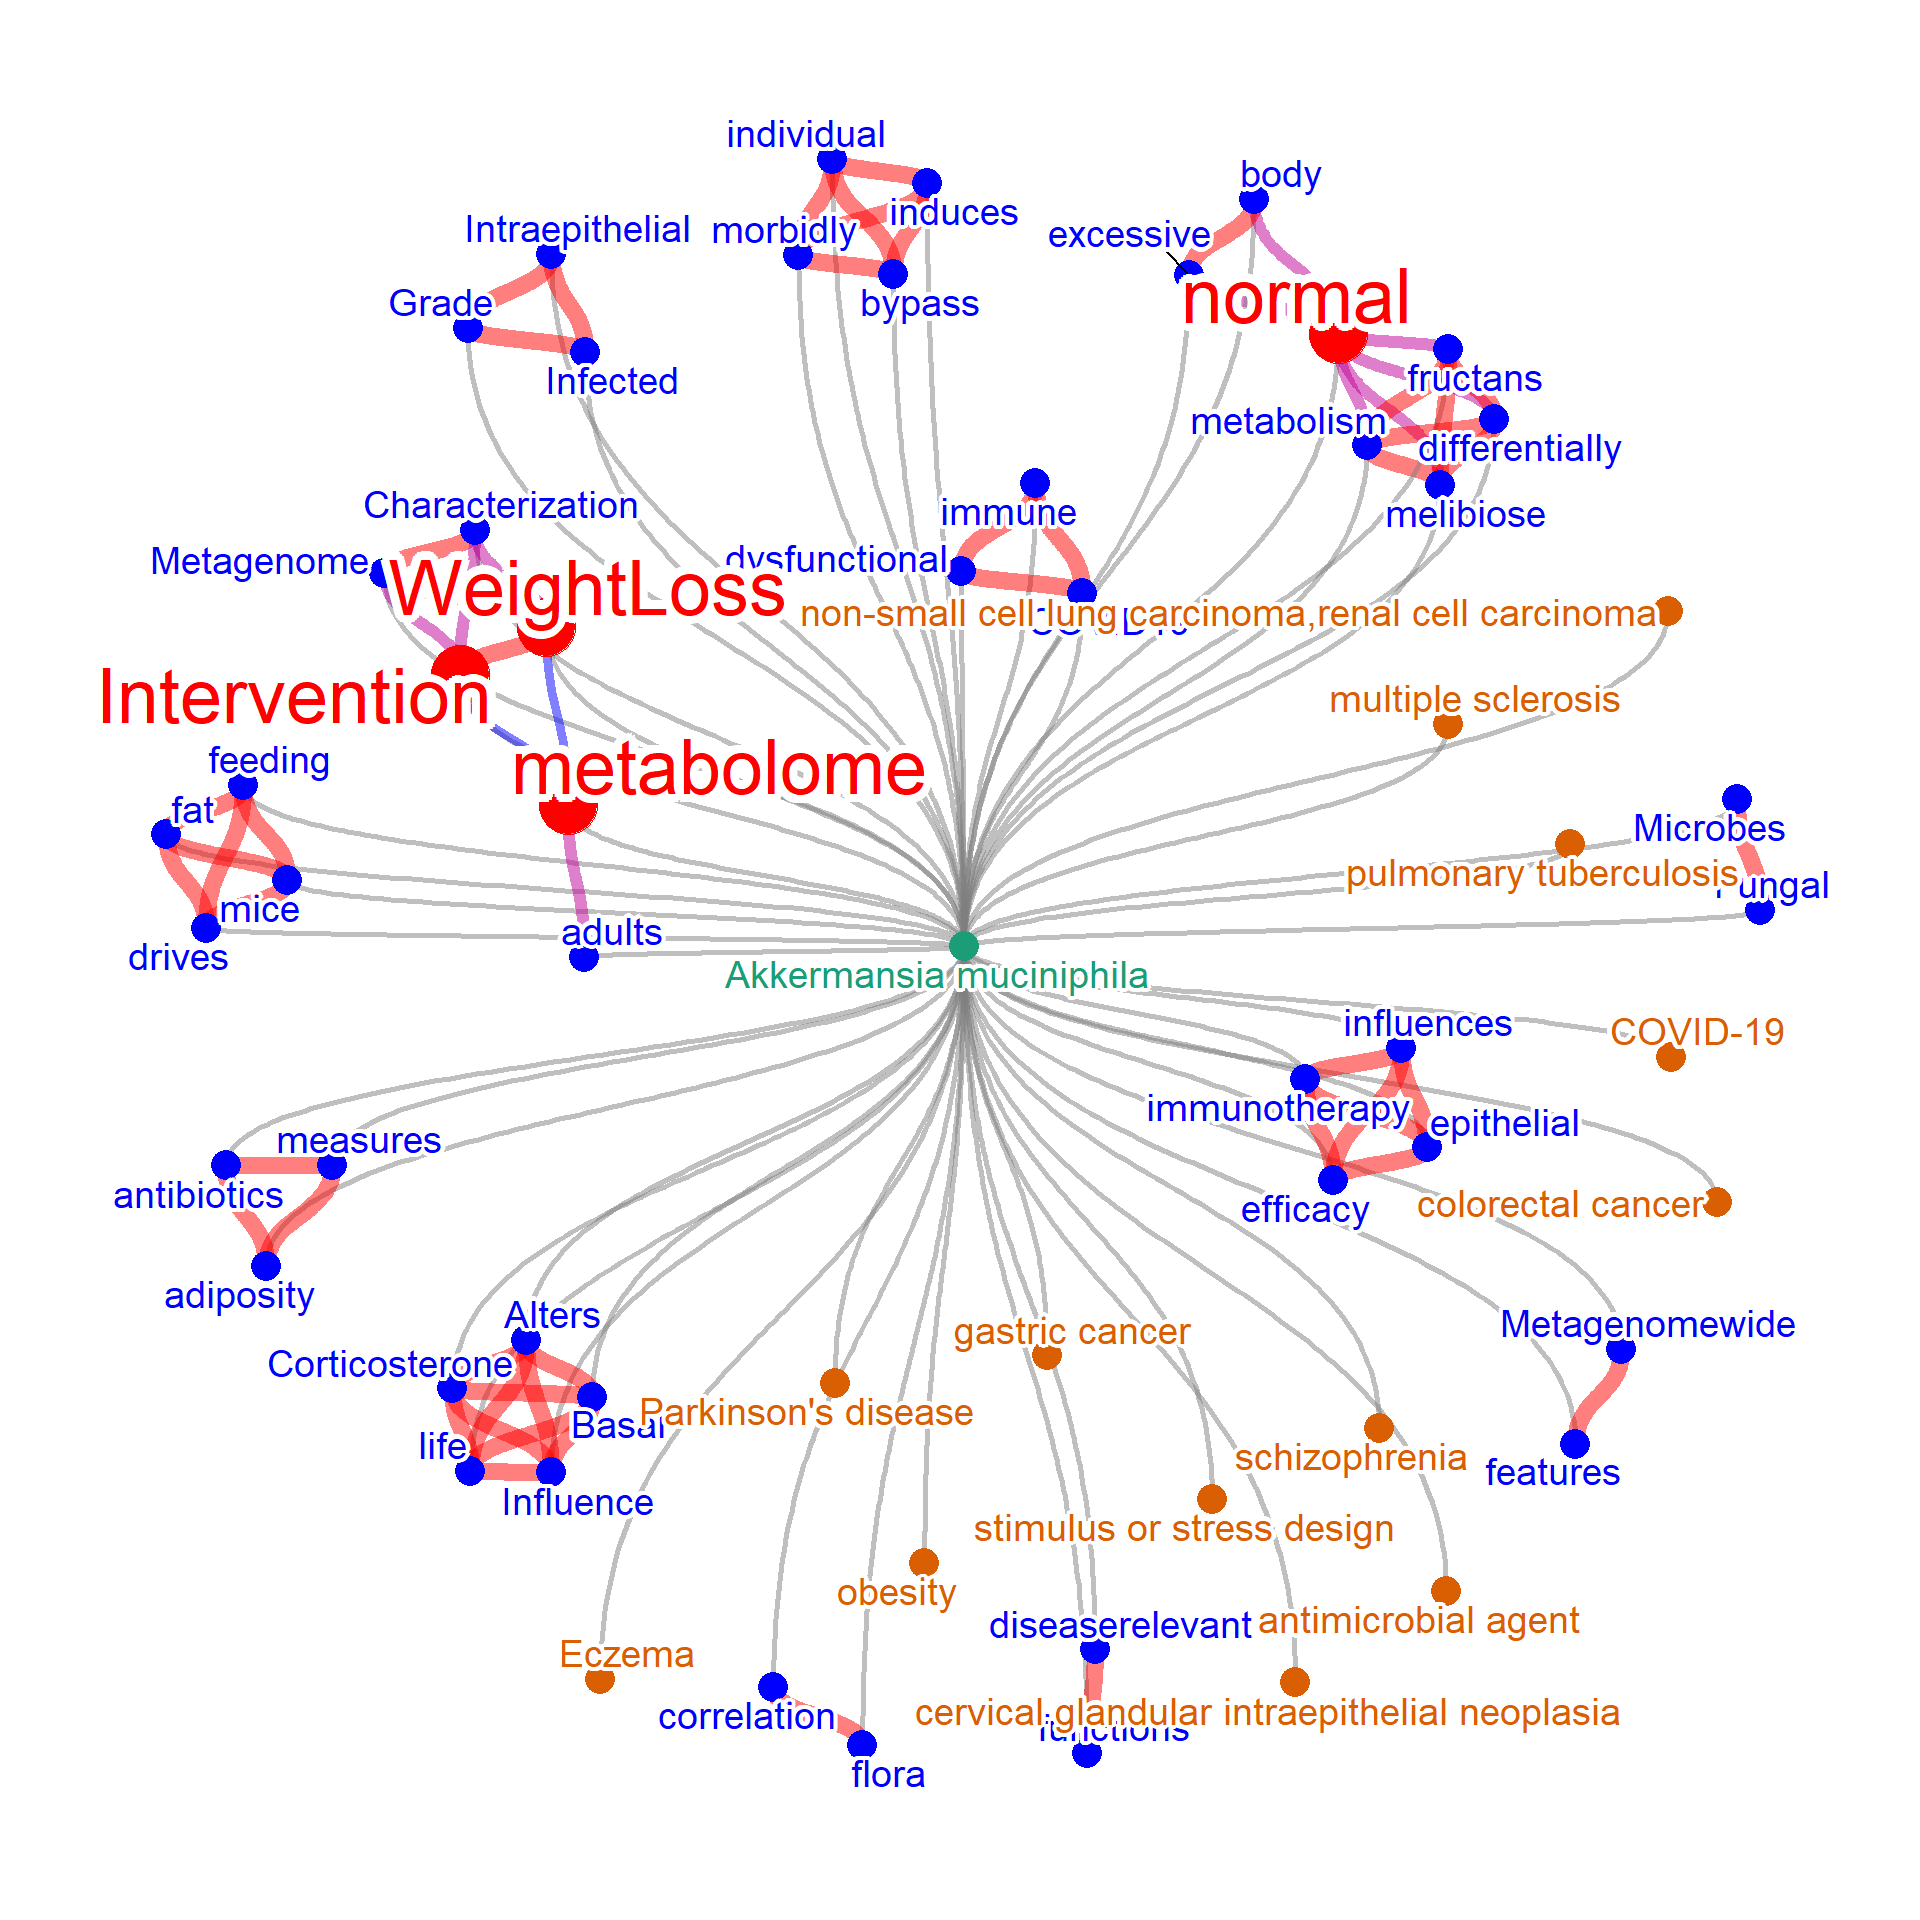 individual
body
induces
Intraepithelial
morbidly
excessive
normal
Grade
bypass
Infected
fructans
metabolism
differentially
Characterization
immune
melibiose
Metagenome
dysfunctional
WeightLoss
non-small cell lung carcinoma,renal cell carcinoma
Intervention
multiple sclerosis
feeding
metabolome
fat
Microbes
pulmonary tuberculosis
fungal
mice
adults
drives
Akkermansia muciniphila
influences
COVID-19
immunotherapy
epithelial
measures
antibiotics
efficacy
colorectal cancer
adiposity
Alters
gastric cancer
Metagenomewide
Corticosterone
Parkinson's disease
Basal
life
schizophrenia
features
Influence
stimulus or stress design
obesity
diseaserelevant
antimicrobial agent
Eczema
correlation
cervical glandular intraepithelial neoplasia
functions
flora